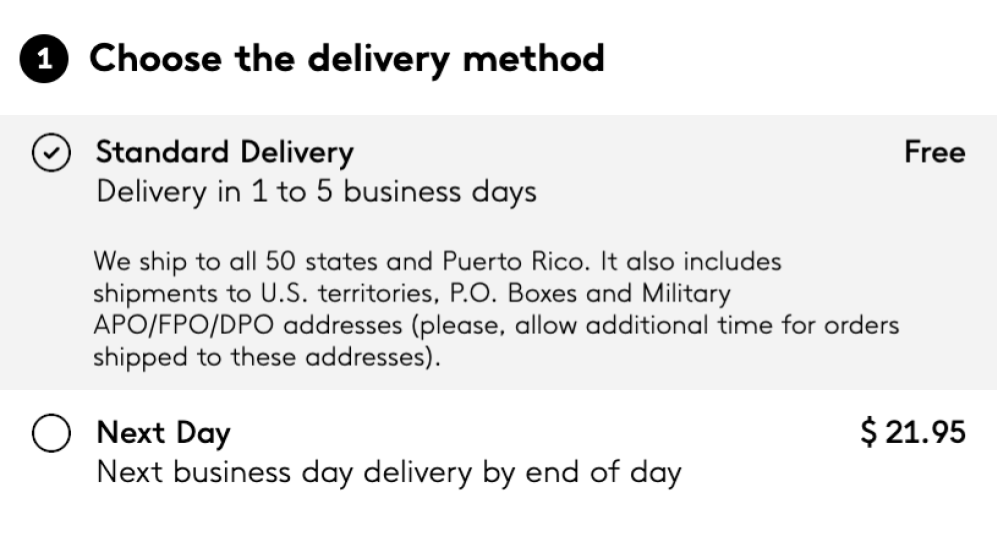 1 Choose the delivery method
Standard Delivery Free
Delivery in 1 to 5 business days
We ship to all 50 states and Puerto Rico. It also includes
shipments to U.S. territories, P.O. Boxes and Military
APO/FPO/DPO addresses (please, allow additional time for orders
shipped to these addresses).
Next Day $ 21.95
Next business day delivery by end of day